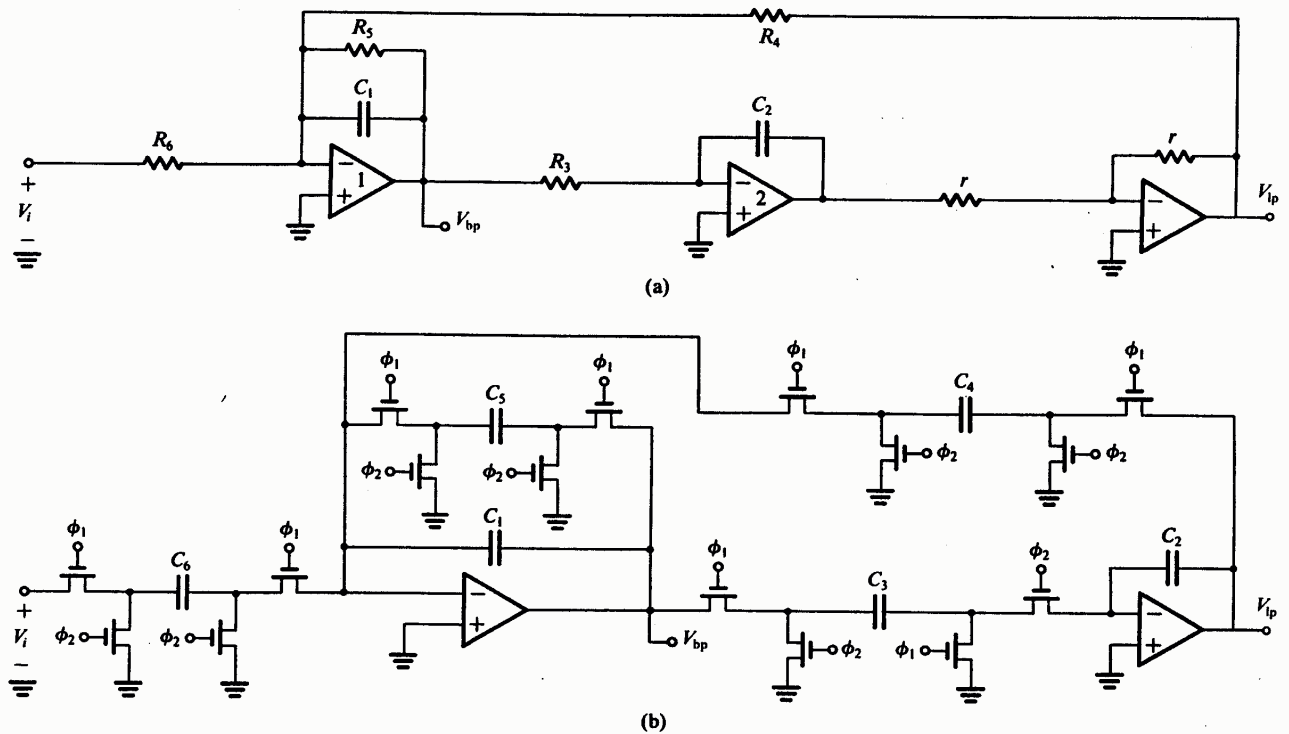 R₅
R₄
C₁
C₂
R₆
r
R₃
r
−
1
+
+
Vᵢ
−
Vbp
−
2
+
−
+
Vlp
(a)
ϕ₁
ϕ₁
ϕ₁
ϕ₁
C₅
C₄
ϕ₂
ϕ₂
ϕ₂
ϕ₂
C₁
ϕ₁
ϕ₁
ϕ₁
ϕ₂
C₂
C₆
C₃
−
+
−
+
+
Vᵢ
−
ϕ₂
ϕ₂
Vbp
ϕ₂
ϕ₁
Vlp
(b)